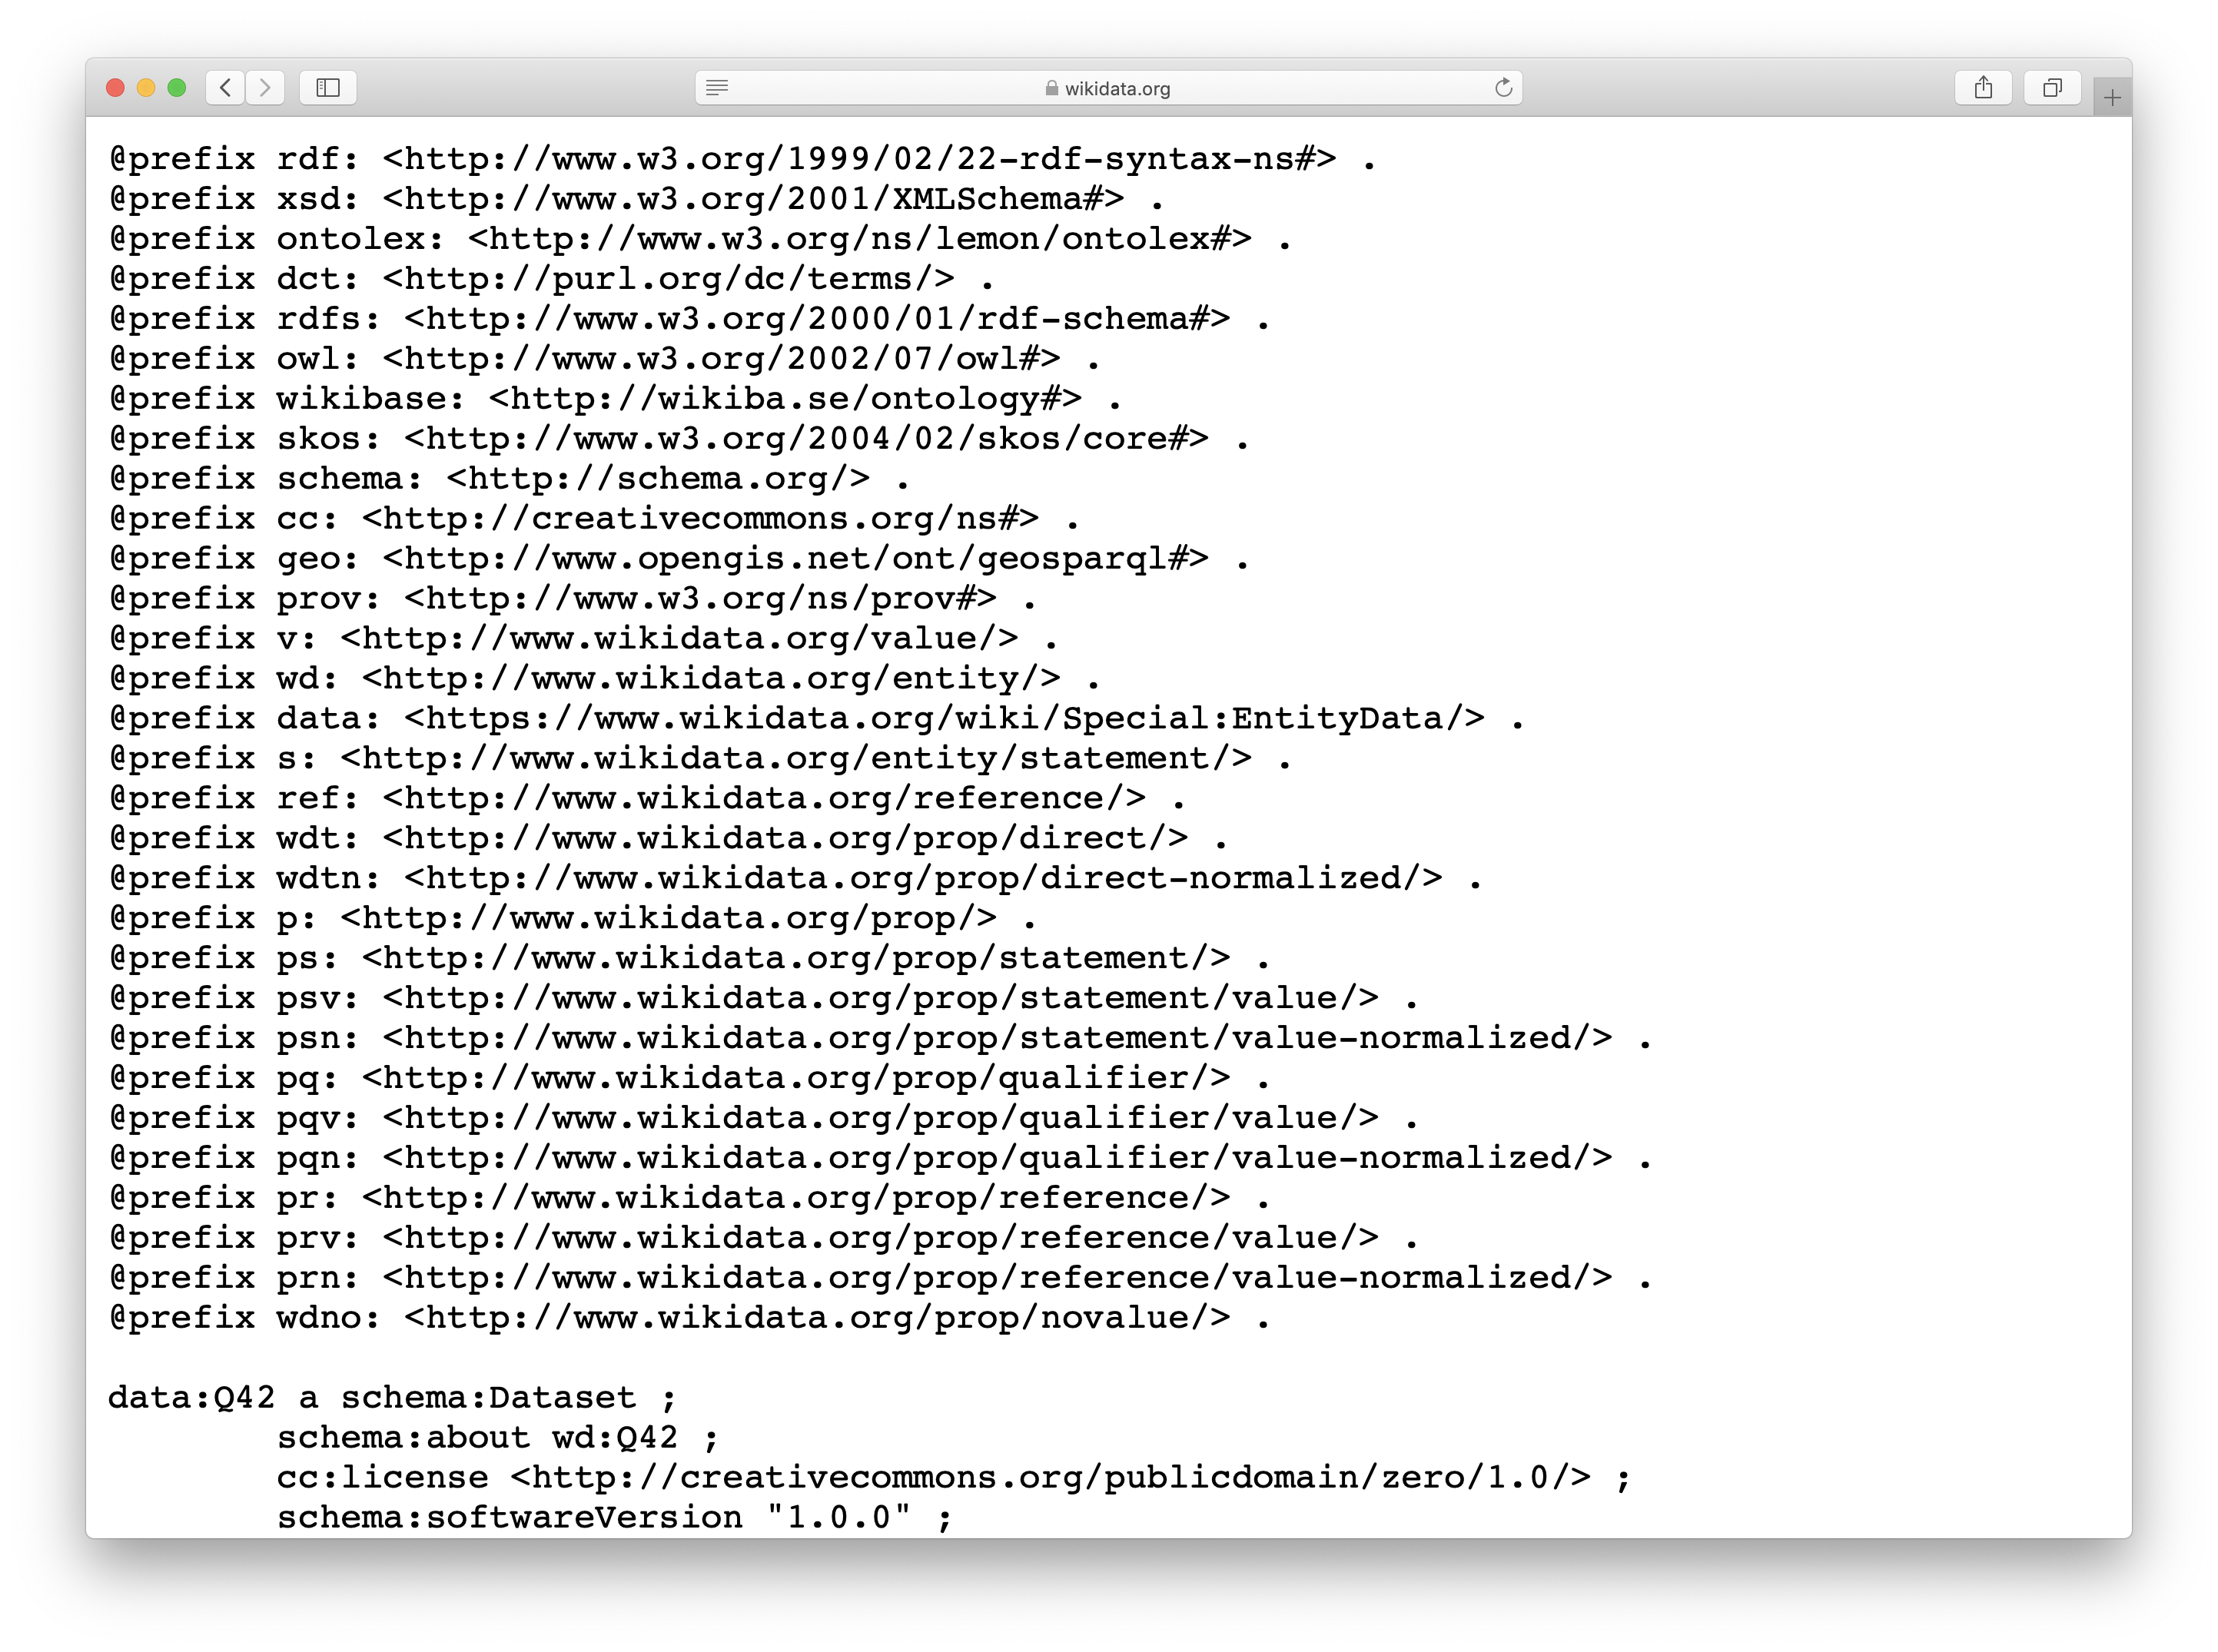 wikidata.org
@prefix rdf: <http://www.w3.org/1999/02/22-rdf-syntax-ns#> .
@prefix xsd: <http://www.w3.org/2001/XMLSchema#> .
@prefix ontolex: <http://www.w3.org/ns/lemon/ontolex#> .
@prefix dct: <http://purl.org/dc/terms/> .
@prefix rdfs: <http://www.w3.org/2000/01/rdf-schema#> .
@prefix owl: <http://www.w3.org/2002/07/owl#> .
@prefix wikibase: <http://wikiba.se/ontology#> .
@prefix skos: <http://www.w3.org/2004/02/skos/core#> .
@prefix schema: <http://schema.org/> .
@prefix cc: <http://creativecommons.org/ns#> .
@prefix geo: <http://www.opengis.net/ont/geosparql#> .
@prefix prov: <http://www.w3.org/ns/prov#> .
@prefix v: <http://www.wikidata.org/value/> .
@prefix wd: <http://www.wikidata.org/entity/> .
@prefix data: <https://www.wikidata.org/wiki/Special:EntityData/> .
@prefix s: <http://www.wikidata.org/entity/statement/> .
@prefix ref: <http://www.wikidata.org/reference/> .
@prefix wdt: <http://www.wikidata.org/prop/direct/> .
@prefix wdtn: <http://www.wikidata.org/prop/direct-normalized/> .
@prefix p: <http://www.wikidata.org/prop/> .
@prefix ps: <http://www.wikidata.org/prop/statement/> .
@prefix psv: <http://www.wikidata.org/prop/statement/value/> .
@prefix psn: <http://www.wikidata.org/prop/statement/value-normalized/> .
@prefix pq: <http://www.wikidata.org/prop/qualifier/> .
@prefix pqv: <http://www.wikidata.org/prop/qualifier/value/> .
@prefix pqn: <http://www.wikidata.org/prop/qualifier/value-normalized/> .
@prefix pr: <http://www.wikidata.org/prop/reference/> .
@prefix prv: <http://www.wikidata.org/prop/reference/value/> .
@prefix prn: <http://www.wikidata.org/prop/reference/value-normalized/> .
@prefix wdno: <http://www.wikidata.org/prop/novalue/> .
data:Q42 a schema:Dataset ;
schema:about wd:Q42 ;
cc:license <http://creativecommons.org/publicdomain/zero/1.0/> ;
schema:softwareVersion "1.0.0" ;